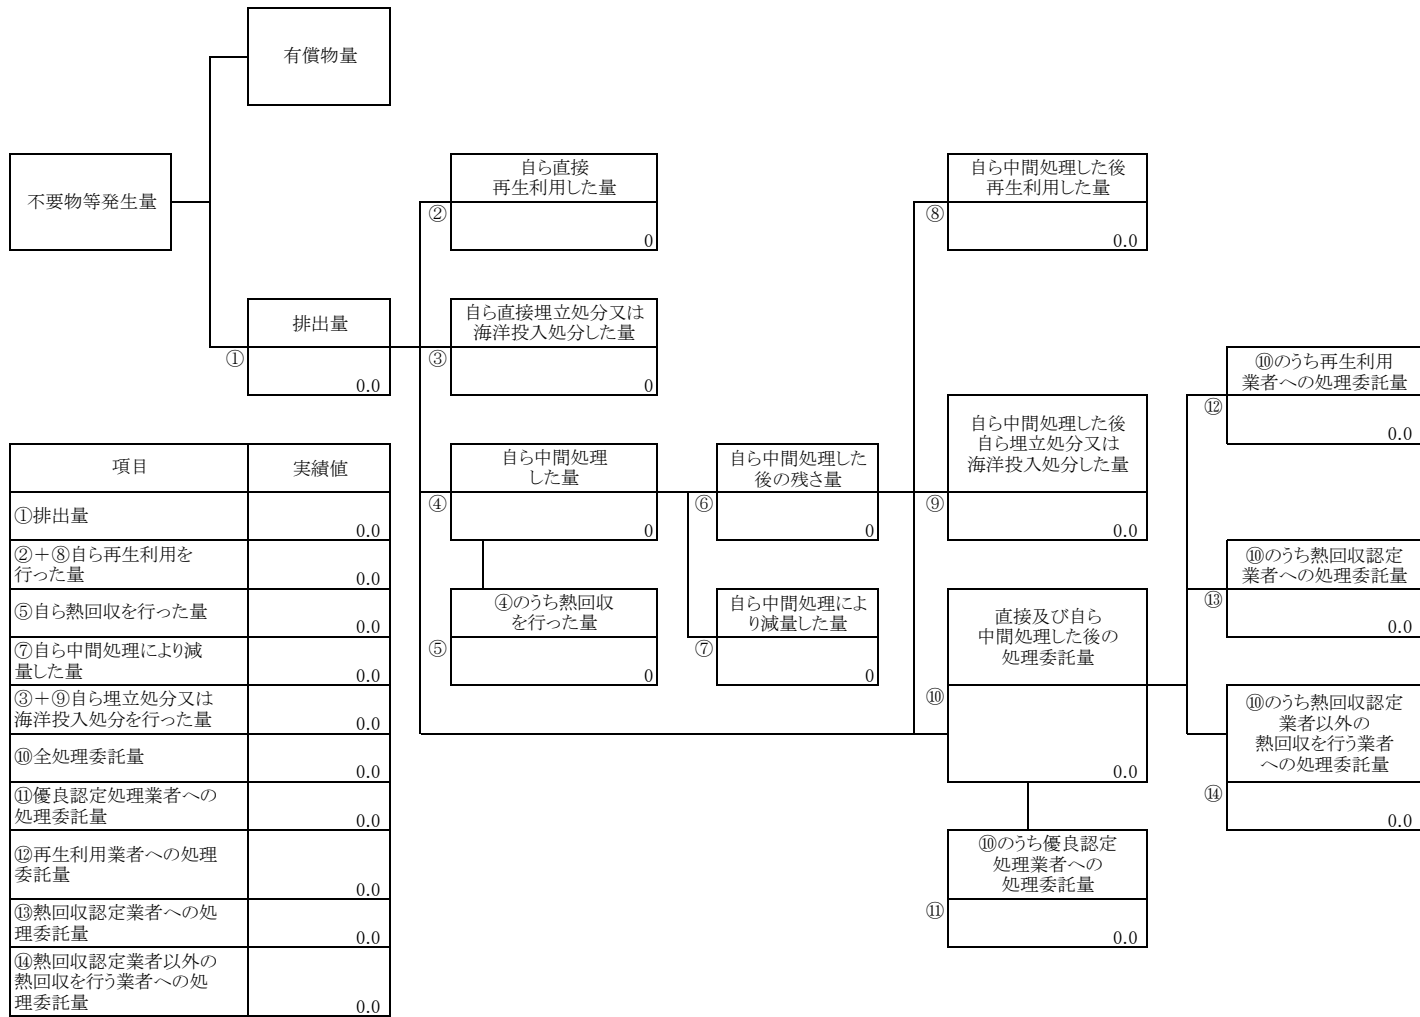 有償物量
不要物等発生量
自ら直接
再生利用した量
②
0
自ら中間処理した後
再生利用した量
⑧
0.0
排出量
①
0.0
自ら直接埋立処分又は
海洋投入処分した量
③
0
⑩のうち再生利用
業者への処理委託量
⑫
0.0
自ら中間処理
した量
④
0
自ら中間処理した
後の残さ量
⑥
0
自ら中間処理した後
自ら埋立処分又は
海洋投入処分した量
⑨
0.0
⑩のうち熱回収認定
業者への処理委託量
⑬
0.0
④のうち熱回収
を行った量
⑤
0
自ら中間処理によ
り減量した量
⑦
0
直接及び自ら
中間処理した後の
処理委託量
⑩
0.0
⑩のうち熱回収認定
業者以外の
熱回収を行う業者
への処理委託量
⑭
0.0
⑩のうち優良認定
処理業者への
処理委託量
⑪
0.0
項目 実績値
①排出量
0.0
②＋⑧自ら再生利用を
行った量
0.0
⑤自ら熱回収を行った量
0.0
⑦自ら中間処理により減
量した量
0.0
③＋⑨自ら埋立処分又は
海洋投入処分を行った量
0.0
⑩全処理委託量
0.0
⑪優良認定処理業者への
処理委託量
0.0
⑫再生利用業者への処理
委託量
0.0
⑬熱回収認定業者への処
理委託量
0.0
⑭熱回収認定業者以外の
熱回収を行う業者への処
理委託量
0.0